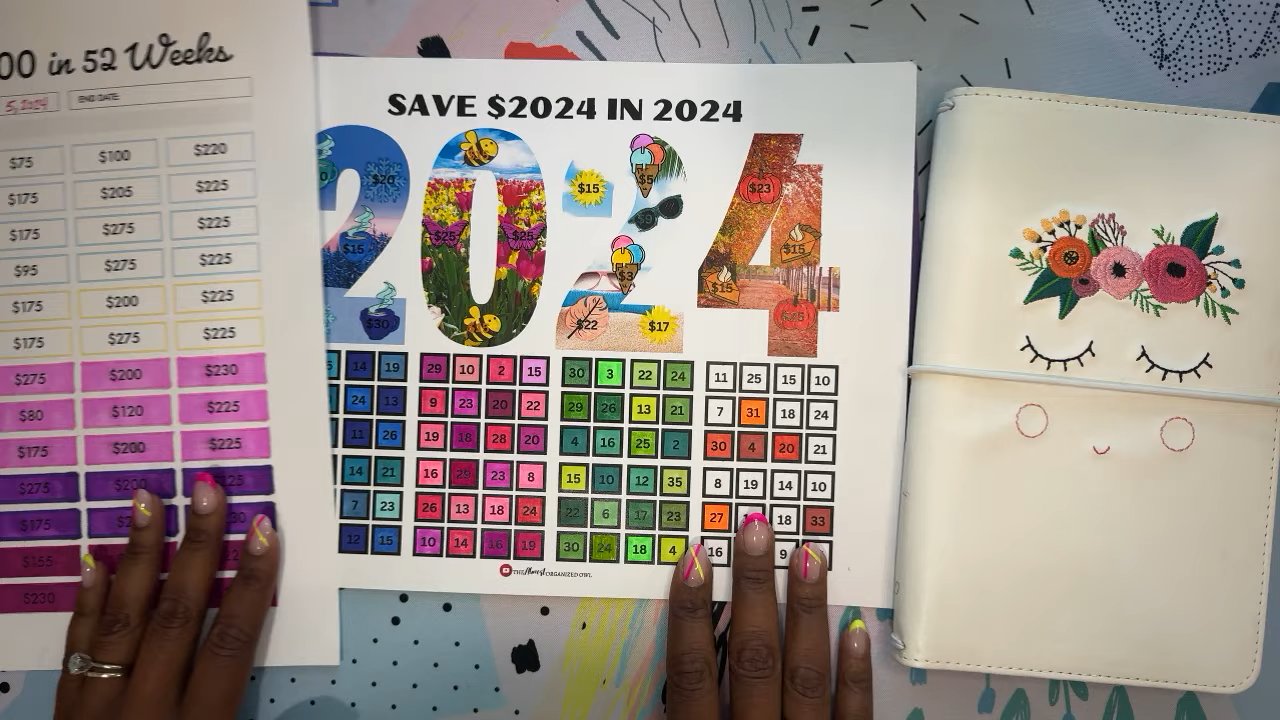 00 in 52 Weeks
5, 2024 END DATE:
$75 $100 $220
$175 $205 $225
$175 $275 $225
$95 $275 $225
$175 $200 $225
$175 $275 $225
$275 $200 $230
$80 $120 $225
$175 $200 $225
$275 $200
$175
$155
$230
SAVE $2024 IN 2024
2024
$20
$15
$30
$25 $25
$15
$5
$9
$3
$22
$17
$23
$15
$15
$25
14 19 29 10 2 15 30 3 22 24 11 25 15 10
24 13 9 23 20 22 29 26 13 21 7 31 18 24
11 26 19 18 28 20 4 16 25 2 30 4 20 21
14 21 16 29 23 8 15 10 12 35 8 19 14 10
7 23 26 13 18 24 22 6 17 23 27 18 33
12 15 10 14 16 19 30 24 18 4 16 9
THE Almost ORGANIZED OWL